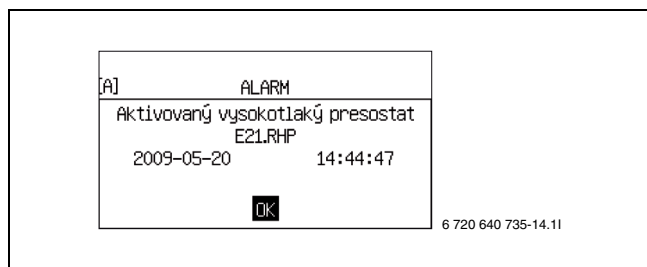 [A] ALARM
Aktivovaný vysokotlaký presostat
E21.RHP
2009-05-20 14:44:47
OK
6 720 640 735-14.1I